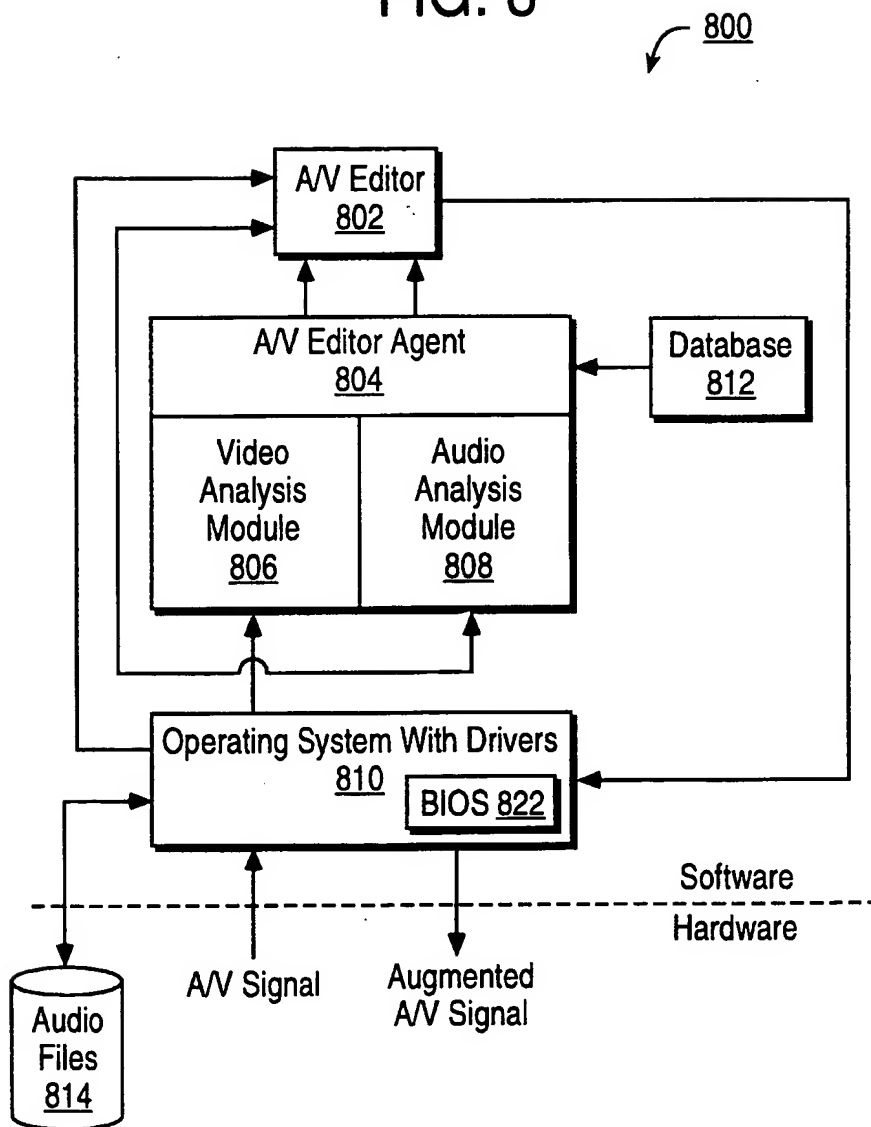 800
A/V Editor
802
A/V Editor Agent
804
Database
812
Video
Analysis
Module
806
Audio
Analysis
Module
808
Operating System With Drivers
810
BIOS 822
Software
Hardware
A/V Signal
Augmented
A/V Signal
Audio
Files
814